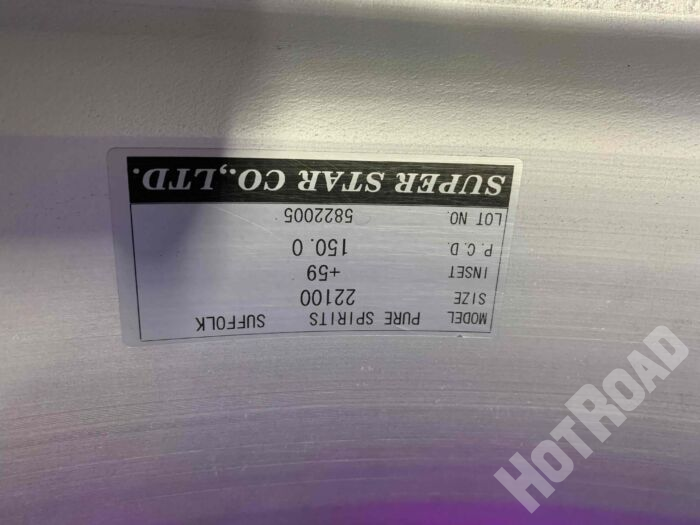 MODEL PURE SPIRITS SUFFOLK
SIZE 22100
INSET +59
P.C.D 150.0
LOT NO. 5822005
SUPER STAR CO.,LTD.
HOTROAD